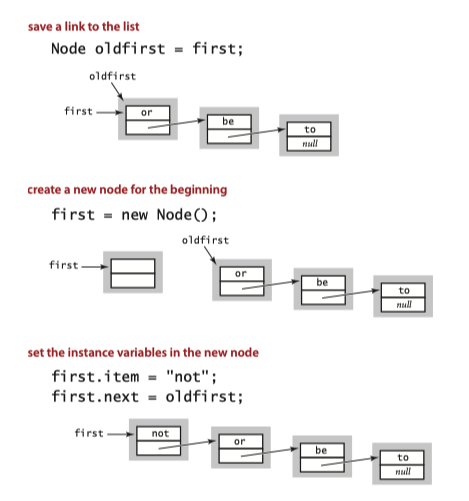 save a link to the list
Node oldfirst = first;
oldfirst
first
or
be
to
null
create a new node for the beginning
first = new Node();
oldfirst
first
or
be
to
null
set the instance variables in the new node
first.item = "not";
first.next = oldfirst;
first
not
or
be
to
null